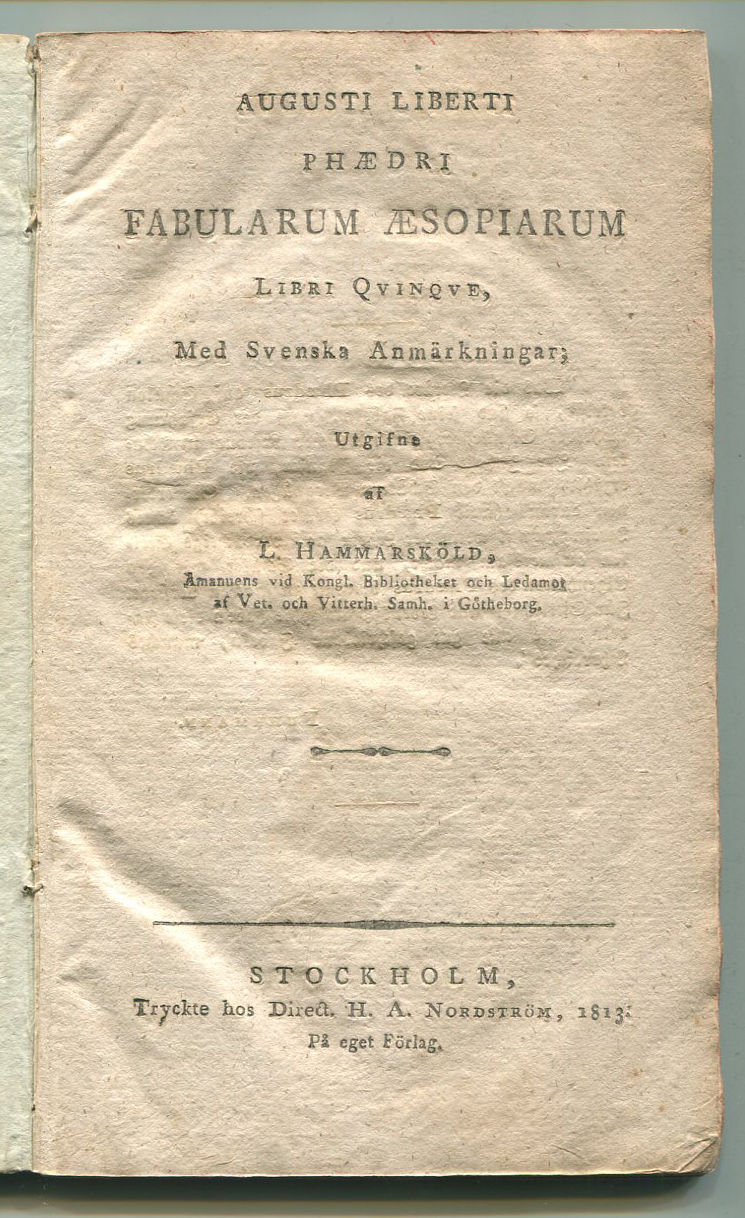 AUGUSTI LIBERTI
PHÆDRI
FABULARUM ÆSOPIARUM
LIBRI QVINQVE,
Med Svenska Anmärkningar;
Utgifne
af
L. HAMMARSKÖLD,
Amanuens vid Kongl. Bibliotheket och Ledamot
af Vet. och Vitterh. Samh. i Götheborg.
STOCKHOLM,
Tryckte hos Direct. H. A. NORDSTRÖM, 1813.
På eget Förlag.